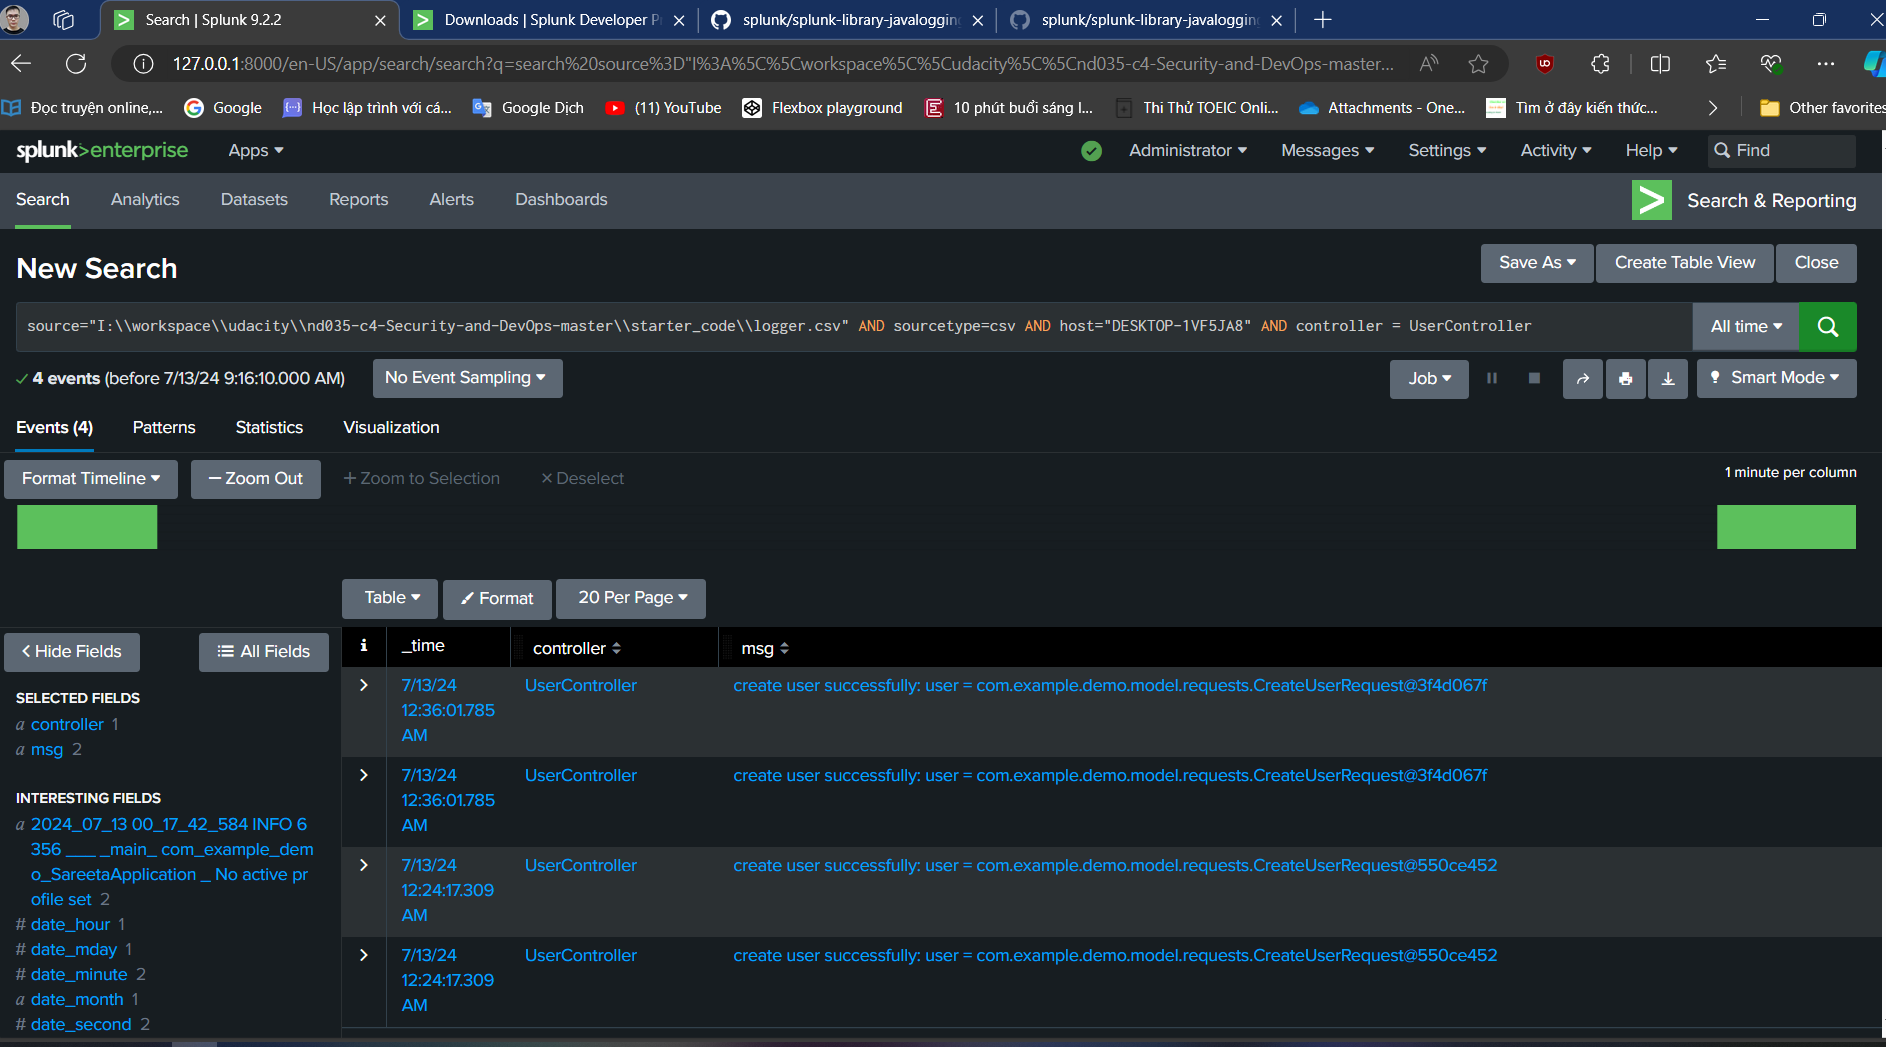 Search | Splunk 9.2.2
Downloads | Splunk Developer P
splunk/splunk-library-javalogging
splunk/splunk-library-javalogging
127.0.0.1:8000/en-US/app/search/search?q=search%20source%3D"I%3A%5C%5Cworkspace%5C%5Cudacity%5C%5Cnd035-c4-Security-and-DevOps-master...
Đọc truyện online,...
Google
Học lập trình với cá...
Google Dịch
(11) YouTube
Flexbox playground
10 phút buổi sáng I...
Thi Thử TOEIC Onli...
Attachments - One...
Tìm ở đây kiến thức...
Other favorites
splunk>enterprise
Apps
Administrator
Messages
Settings
Activity
Help
Find
Search
Analytics
Datasets
Reports
Alerts
Dashboards
Search & Reporting
New Search
Save As
Create Table View
Close
source="I:\\workspace\\udacity\\nd035-c4-Security-and-DevOps-master\\starter_code\\logger.csv" AND sourcetype=csv AND host="DESKTOP-1VF5JA8" AND controller = UserController
All time
4 events (before 7/13/24 9:16:10.000 AM)
No Event Sampling
Job
Smart Mode
Events (4)
Patterns
Statistics
Visualization
Format Timeline
Zoom Out
Zoom to Selection
Deselect
1 minute per column
Table
Format
20 Per Page
Hide Fields
All Fields
SELECTED FIELDS
a controller 1
a msg 2
INTERESTING FIELDS
a 2024_07_13 00_17_42_584 INFO 6
356 ___ _main_ com_example_dem
o_SareetaApplication _ No active pr
ofile set 2
# date_hour 1
# date_mday 1
# date_minute 2
a date_month 1
# date_second 2
i
_time
controller
msg
7/13/24
12:36:01.785
AM
UserController
create user successfully: user = com.example.demo.model.requests.CreateUserRequest@3f4d067f
7/13/24
12:36:01.785
AM
UserController
create user successfully: user = com.example.demo.model.requests.CreateUserRequest@3f4d067f
7/13/24
12:24:17.309
AM
UserController
create user successfully: user = com.example.demo.model.requests.CreateUserRequest@550ce452
7/13/24
12:24:17.309
AM
UserController
create user successfully: user = com.example.demo.model.requests.CreateUserRequest@550ce452